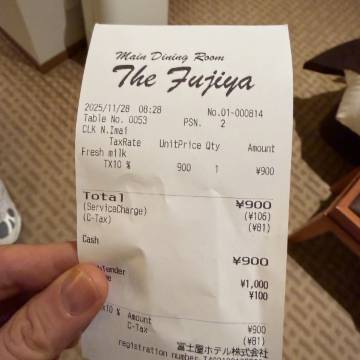 Main Dining Room
The Fujiya
2025/11/28 08:28 No.01-000814
Table No. 0053 PSN. 2
CLK N.Imai
TaxRate UnitPrice Qty Amount
Fresh milk
TX10 % 900 1 ¥900
Total ¥900
(ServiceCharge) (¥106)
(C-Tax) (¥81)
Cash ¥900
¥1,000
¥100
Amount ¥900
C-Tax (¥81)
富士屋ホテル株式会社
registration number